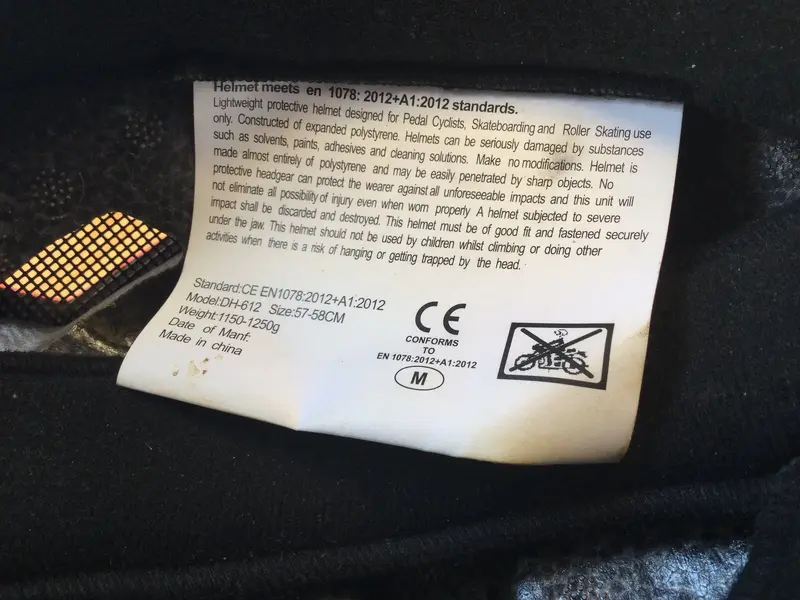 Helmet meets en 1078: 2012+A1:2012 standards.
Lightweight protective helmet designed for Pedal Cyclists, Skateboarding and Roller Skating use
only. Constructed of expanded polystyrene. Helmets can be seriously damaged by substances
such as solvents, paints, adhesives and cleaning solutions. Make no modifications. Helmet is
made almost entirely of polystyrene and may be easily penetrated by sharp objects. No
protective headgear can protect the wearer against all unforeseeable impacts and this unit will
not eliminate all possibility of injury even when worn properly A helmet subjected to severe
impact shall be discarded and destroyed. This helmet must be of good fit and fastened securely
under the jaw. This helmet should not be used by children whilst climbing or doing other
activities when there is a risk of hanging or getting trapped by the head.
Standard:CE EN1078:2012+A1:2012
Model:DH-612 Size:57-58CM
Weight:1150-1250g
Date of Manf:
Made in china
CE
CONFORMS
TO
EN 1078:2012+A1:2012
M